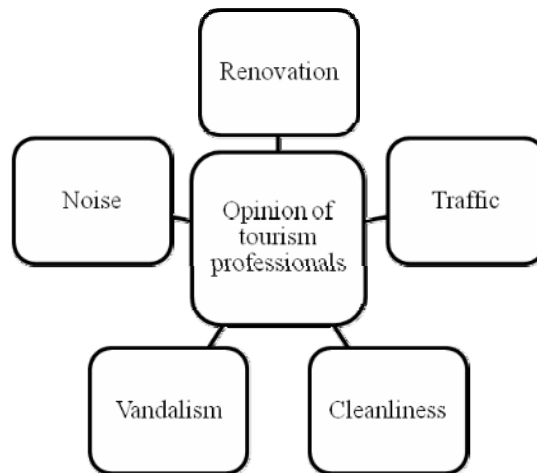 Renovation
Noise
Opinion of
tourism
professionals
Traffic
Vandalism
Cleanliness